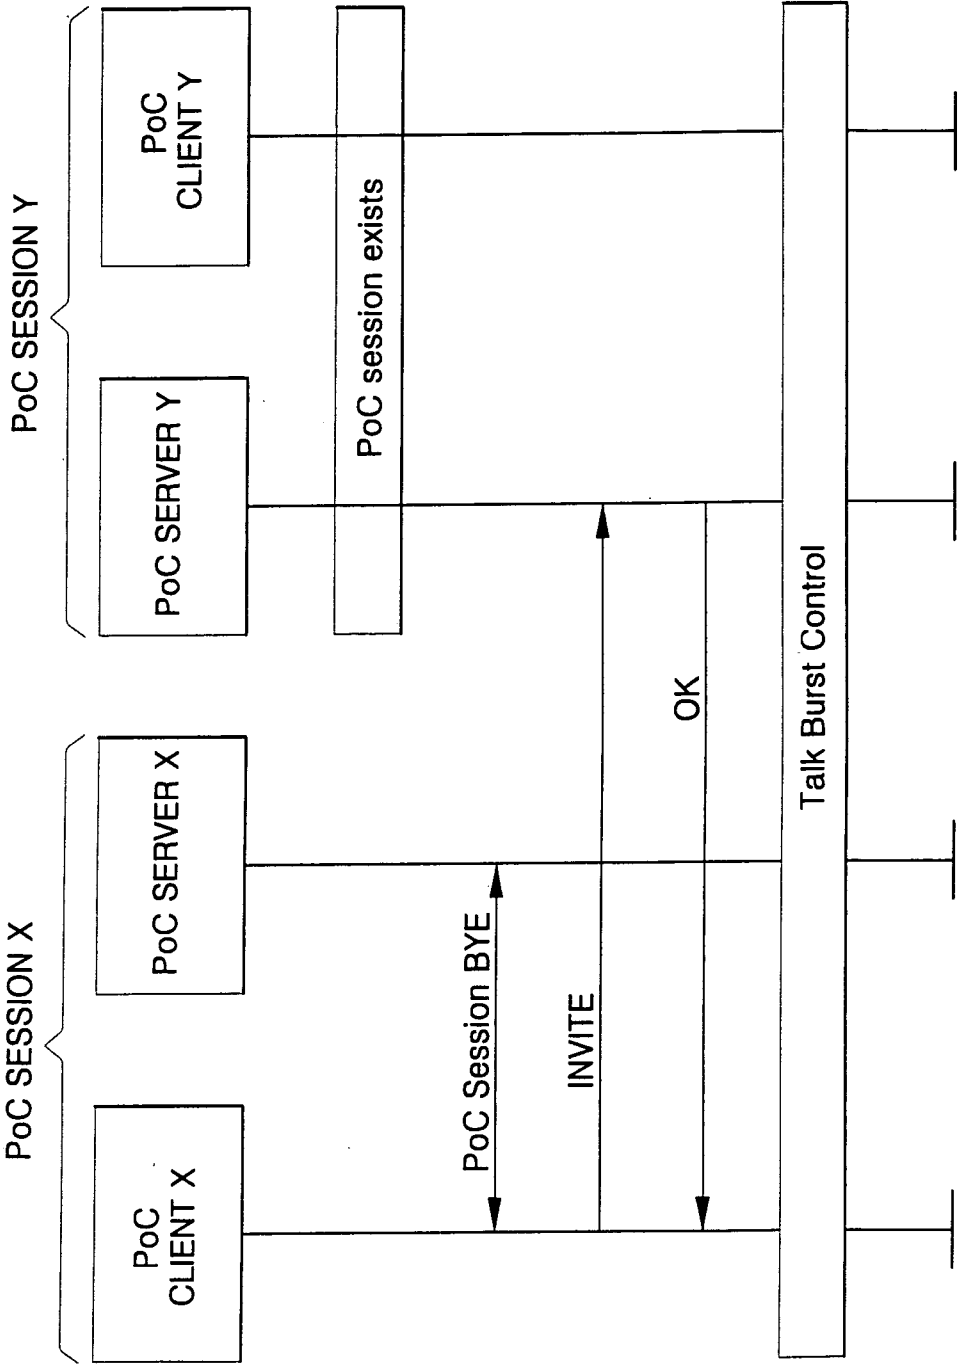 PoC SESSION X
PoC SESSION Y
PoC
CLIENT X
PoC SERVER X
PoC SERVER Y
PoC
CLIENT Y
PoC session exists
PoC Session BYE
INVITE
OK
Talk Burst Control